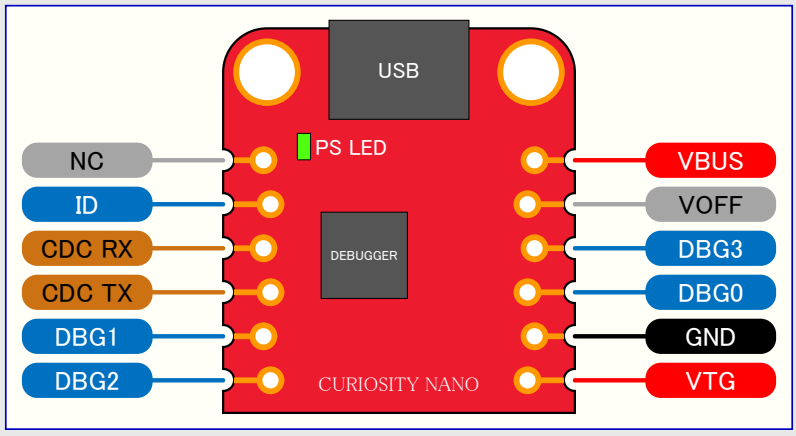 USB
PS LED
NC
VBUS
ID
VOFF
CDC RX
DBG3
DEBUGGER
CDC TX
DBG0
DBG1
GND
DBG2
CURIOSITY NANO
VTG